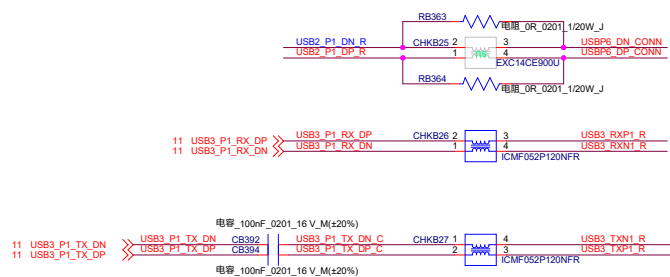 RB363
电阻_0R_0201_1/20W_J
USB2_P1_DN_R CHKB25 2 3 USBP6_DN_CONN
USB2_P1_DP_R 1 4 USBP6_DP_CONN
EXC14CE900U
RB364
电阻_0R_0201_1/20W_J
11 USB3_P1_RX_DP USB3_P1_RX_DP CHKB26 2 3 USB3_RXP1_R
11 USB3_P1_RX_DN USB3_P1_RX_DN 1 4 USB3_RXN1_R
ICMF052P120NFR
电容_100nF_0201_16 V_M(±20%)
11 USB3_P1_TX_DN USB3_P1_TX_DN CB392 USB3_P1_TX_DN_C CHKB27 1 4 USB3_TXN1_R
11 USB3_P1_TX_DP USB3_P1_TX_DP CB394 USB3_P1_TX_DP_C 2 3 USB3_TXP1_R
ICMF052P120NFR
电容_100nF_0201_16 V_M(±20%)